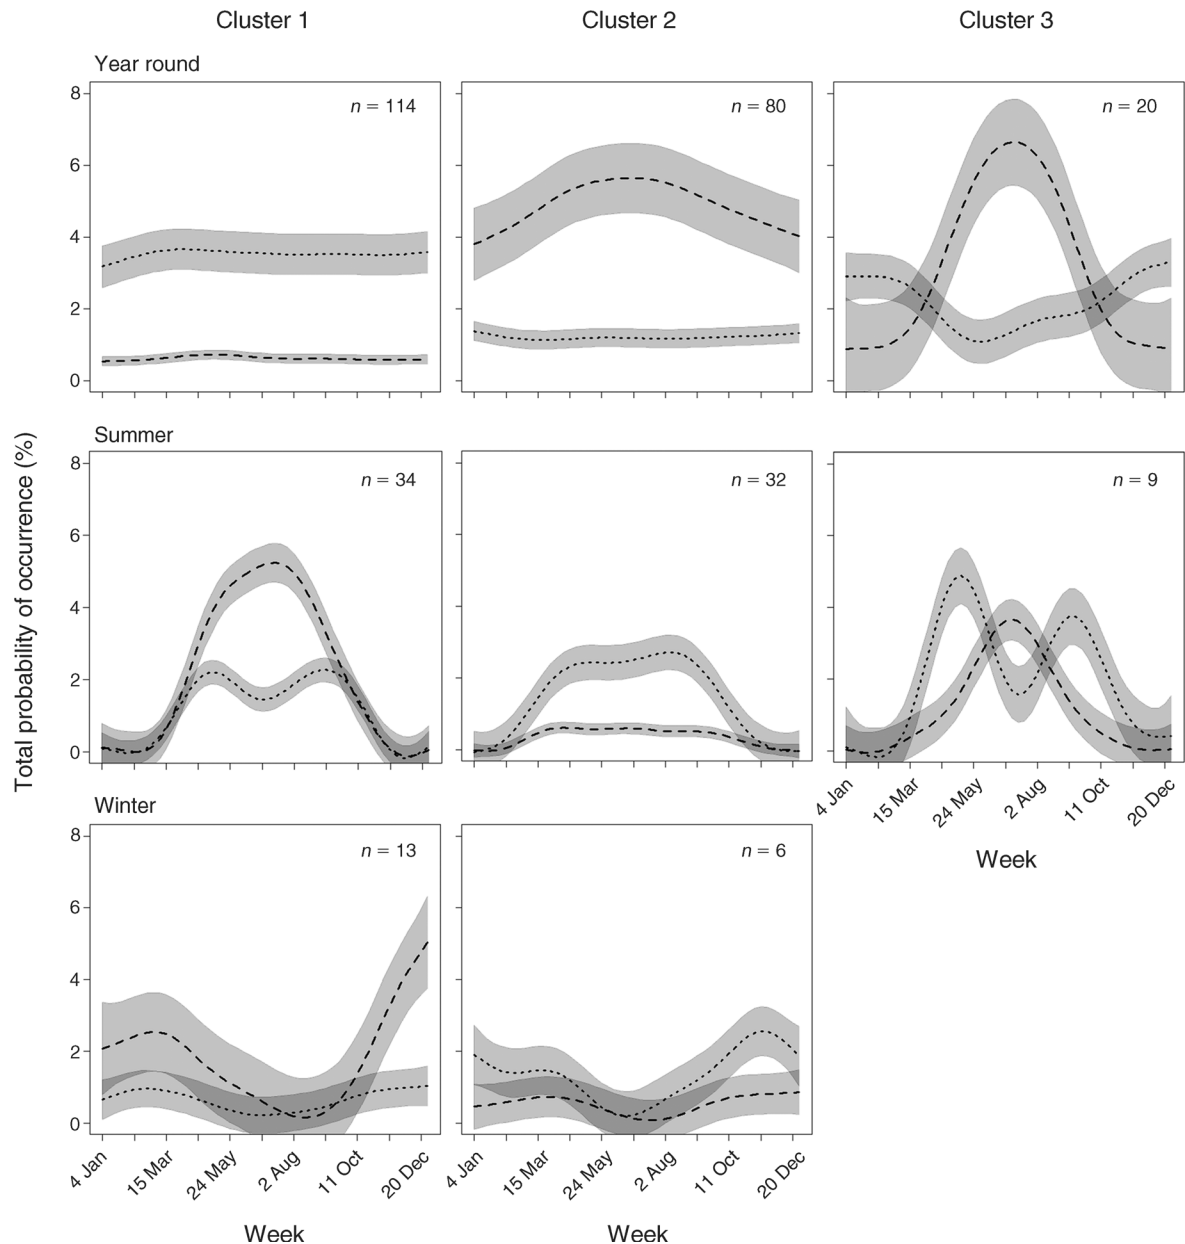 Cluster 1 Cluster 2 Cluster 3
Year round
n = 114 n = 80 n = 20
8
6
4
2
0
Summer
n = 34 n = 32 n = 9
8
6
4
2
0
Total probability of occurrence (%)
4 Jan 15 Mar 24 May 2 Aug 11 Oct 20 Dec
Week
Winter
n = 13 n = 6
8
6
4
2
0
4 Jan 15 Mar 24 May 2 Aug 11 Oct 20 Dec 4 Jan 15 Mar 24 May 2 Aug 11 Oct 20 Dec
Week Week